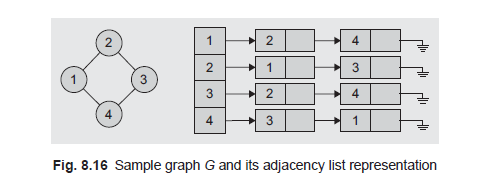 2
1
3
4
1 2 4
2 1 3
3 2 4
4 3 1
Fig. 8.16 Sample graph G and its adjacency list representation